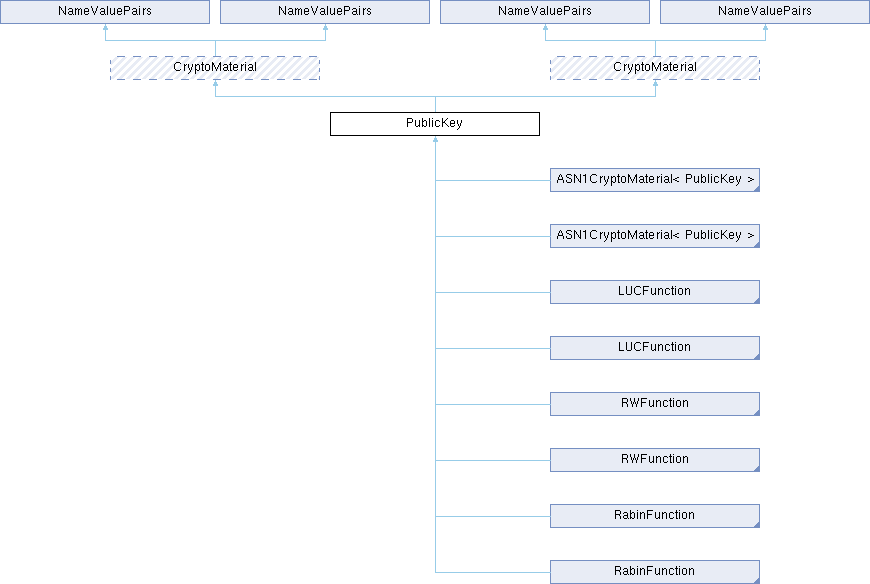 NameValuePairs
NameValuePairs
NameValuePairs
NameValuePairs
CryptoMaterial
CryptoMaterial
PublicKey
ASN1CryptoMaterial< PublicKey >
ASN1CryptoMaterial< PublicKey >
LUCFunction
LUCFunction
RWFunction
RWFunction
RabinFunction
RabinFunction